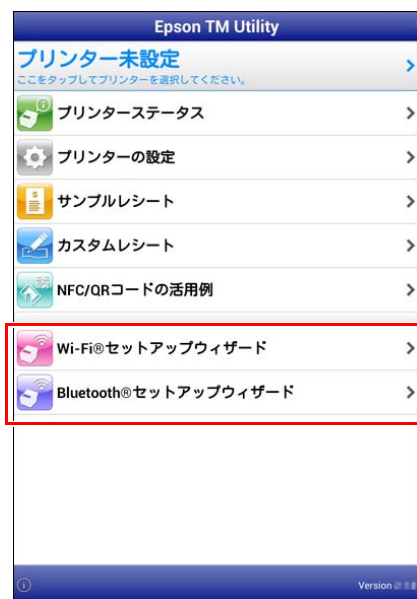 Epson TM Utility
プリンター未設定
ここをタップしてプリンターを選択してください。
プリンターステータス
プリンターの設定
サンプルレシート
カスタムレシート
NFC/QRコードの活用例
Wi-Fi®セットアップウィザード
Bluetooth®セットアップウィザード
Version